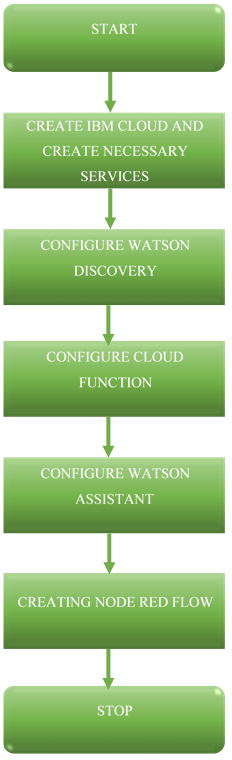 START
CREATE IBM CLOUD AND
CREATE NECESSARY
SERVICES
CONFIGURE WATSON
DISCOVERY
CONFIGURE CLOUD
FUNCTION
CONFIGURE WATSON
ASSISTANT
CREATING NODE RED FLOW
STOP